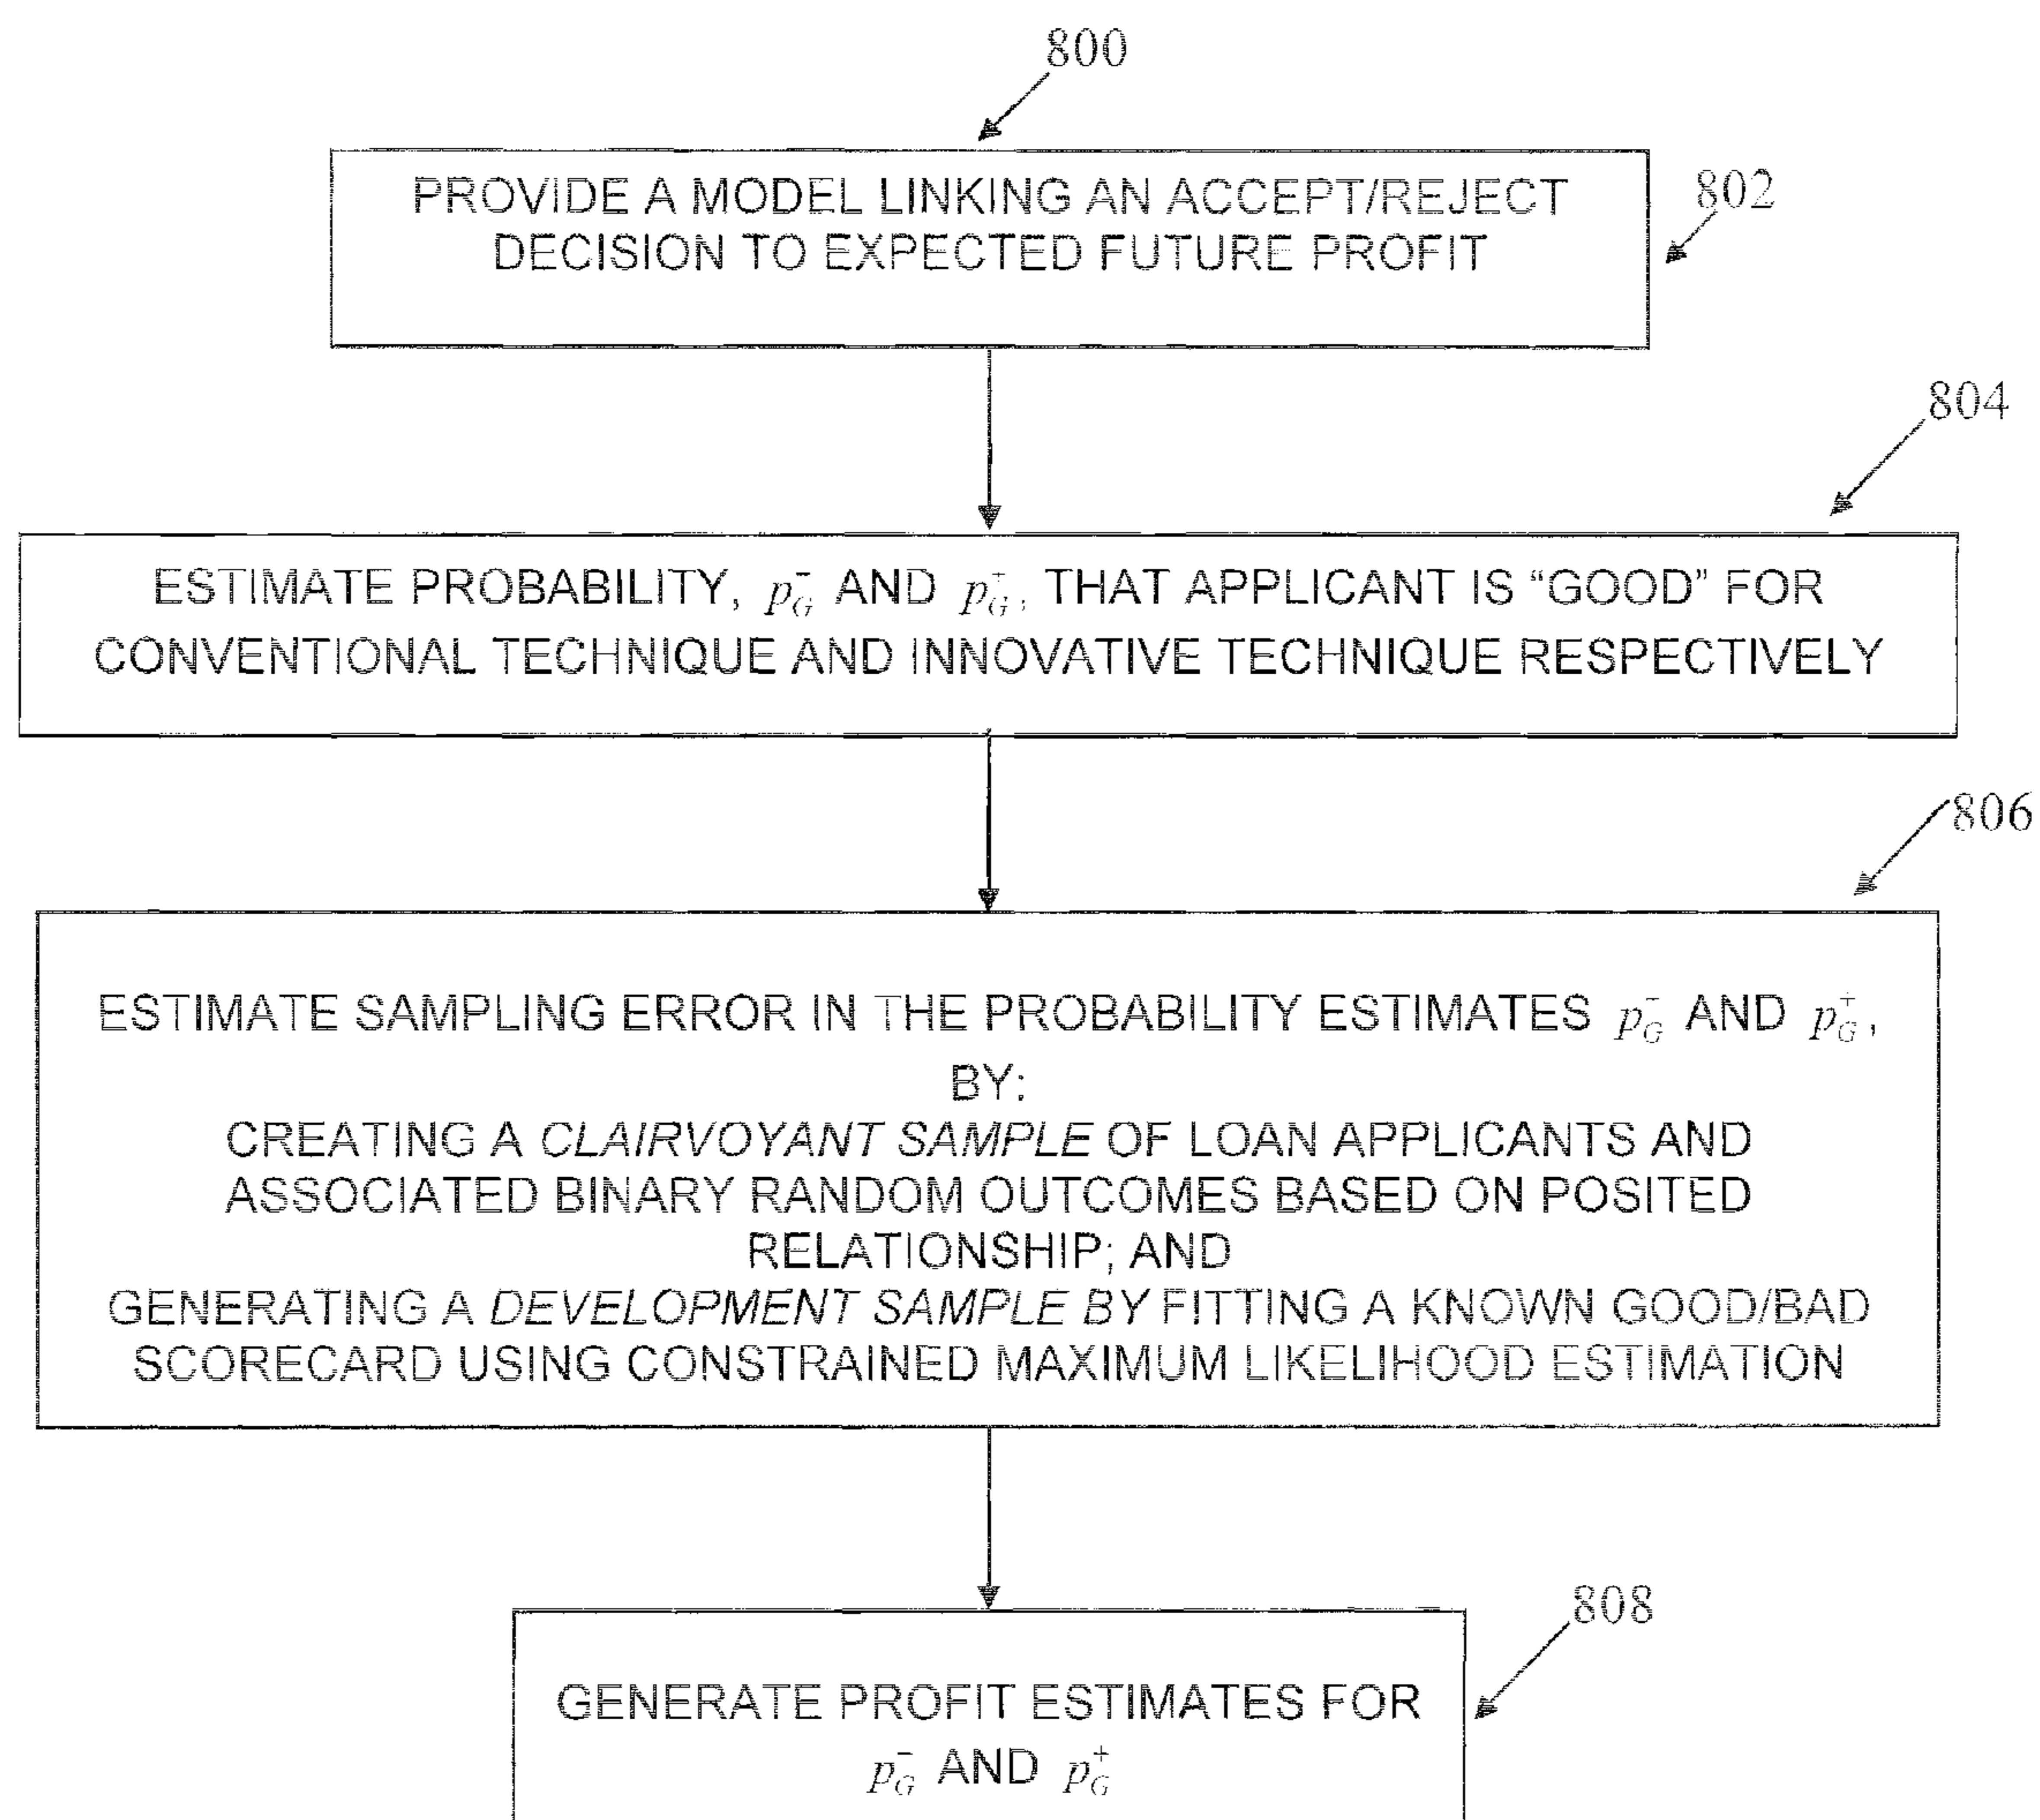 800
PROVIDE A MODEL LINKING AN ACCEPT/REJECT
DECISION TO EXPECTED FUTURE PROFIT
802
804
ESTIMATE PROBABILITY, p_G^- AND p_G^+, THAT APPLICANT IS “GOOD” FOR
CONVENTIONAL TECHNIQUE AND INNOVATIVE TECHNIQUE RESPECTIVELY
806
ESTIMATE SAMPLING ERROR IN THE PROBABILITY ESTIMATES p_G^- AND p_G^+,
BY:
CREATING A CLAIRVOYANT SAMPLE OF LOAN APPLICANTS AND
ASSOCIATED BINARY RANDOM OUTCOMES BASED ON POSITED
RELATIONSHIP; AND
GENERATING A DEVELOPMENT SAMPLE BY FITTING A KNOWN GOOD/BAD
SCORECARD USING CONSTRAINED MAXIMUM LIKELIHOOD ESTIMATION
808
GENERATE PROFIT ESTIMATES FOR
p_G^- AND p_G^+